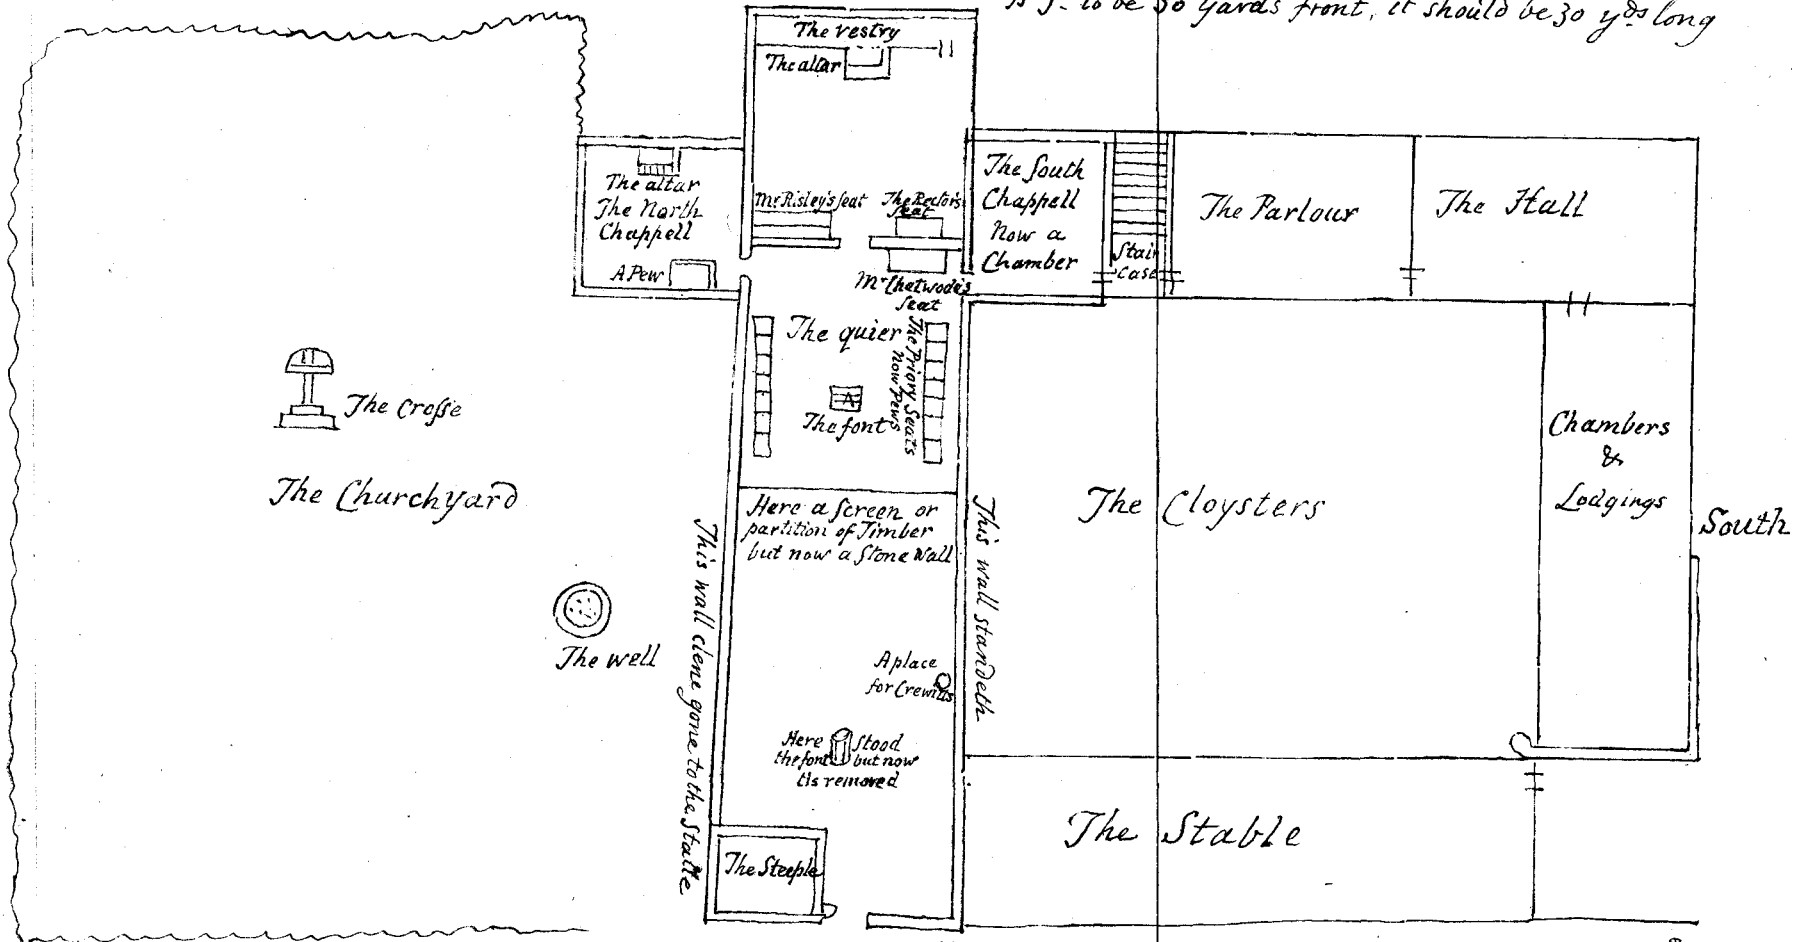 to be 30 yards front, it should be 30 yds long
The vestry
The altar
The altar
The North
Chappell
A Pew
Mr Risley's seat
The Rector's
Seat
The South
Chappell
Now a
Chamber
Stair
Case
The Parlour
The Hall
Mr Chatwode's
Seat
The quier
The Priory Seats
Now Pews
A
The font
The Crosse
The Churchyard
The well
Here a screen or
partition of Timber
but now a Stone Wall
This wall clene gone to the
This wall standeth
A place
for
Here stood
the font but now
tis removed
The Steeple
The Cloysters
Chambers
&
Lodgings
South
The Stable